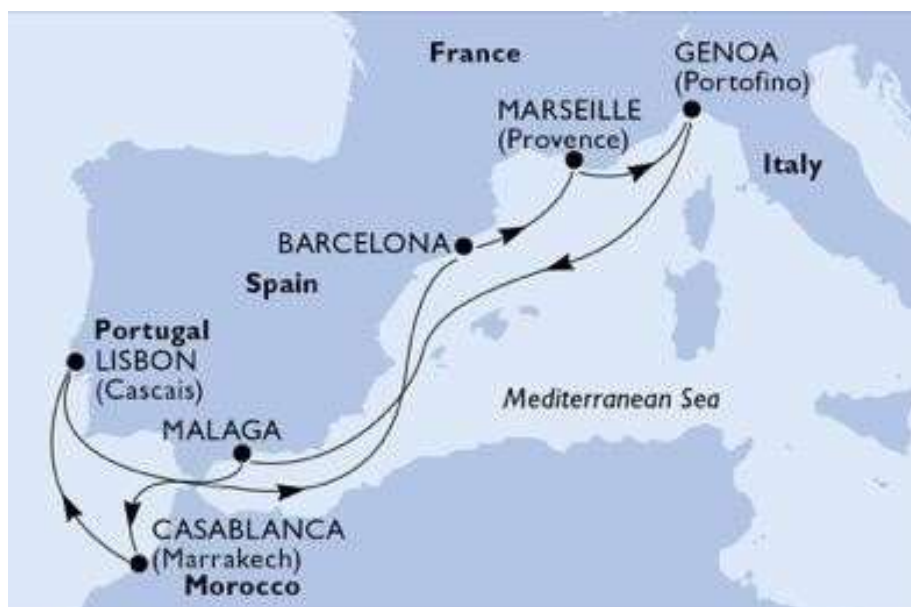 France
GENOA
(Portofino)
MARSEILLE
(Provence)
Italy
BARCELONA
Spain
Portugal
LISBON
(Cascais)
Mediterranean Sea
MALAGA
CASABLANCA
(Marrakech)
Morocco